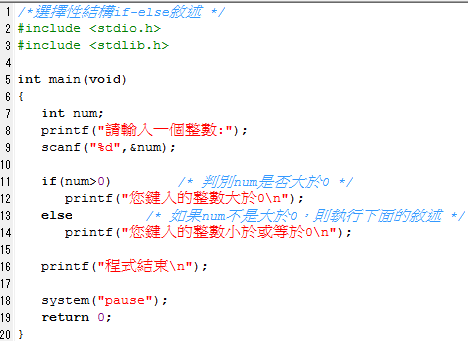 1 /*選擇性結構if-else敘述 */
2 #include <stdio.h>
3 #include <stdlib.h>
4
5 int main(void)
6 {
7    int num;
8    printf("請輸入一個整數:");
9    scanf("%d",&num);
10
11    if(num>0)        /* 判別num是否大於0 */
12       printf("您鍵入的整數大於0\n");
13    else         /* 如果num不是大於0，則執行下面的敘述 */
14       printf("您鍵入的整數小於或等於0\n");
15
16    printf("程式結束\n");
17
18    system("pause");
19    return 0;
20 }